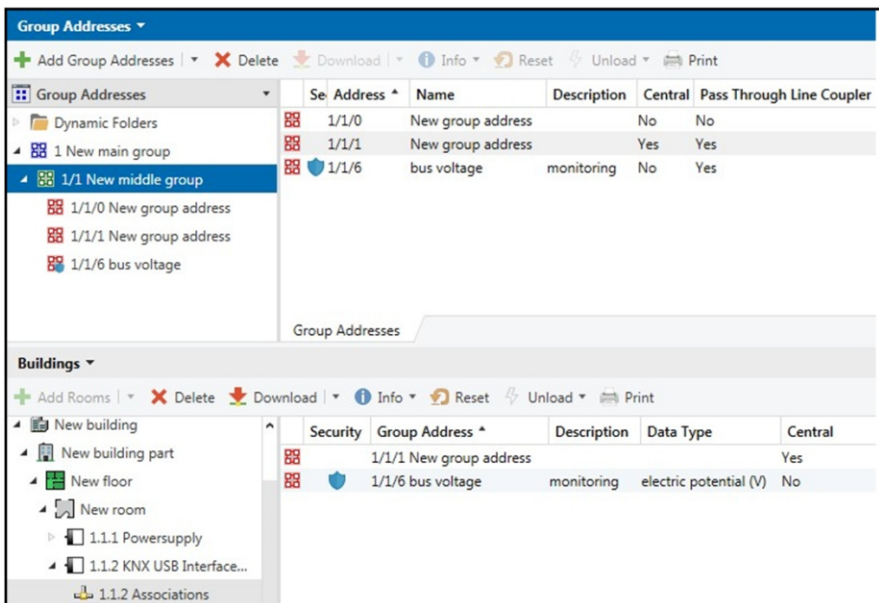 Group Addresses
Add Group Addresses Delete Download Info Reset Unload Print
Group Addresses
Dynamic Folders
1 New main group
1/1 New middle group
1/1/0 New group address
1/1/1 New group address
1/1/6 bus voltage
Se Address Name Description Central Pass Through Line Coupler
1/1/0 New group address No No
1/1/1 New group address Yes Yes
1/1/6 bus voltage monitoring No Yes
Group Addresses
Buildings
Add Rooms Delete Download Info Reset Unload Print
New building
New building part
New floor
New room
1.1.1 Powersupply
1.1.2 KNX USB Interface...
1.1.2 Associations
Security Group Address Description Data Type Central
1/1/1 New group address Yes
1/1/6 bus voltage monitoring electric potential (V) No